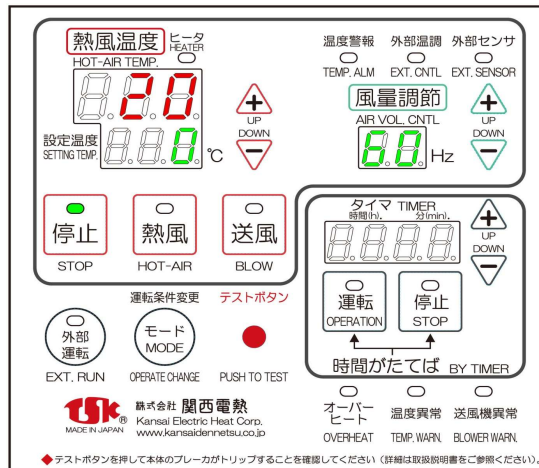 熱風温度 ヒータ
HEATER
HOT-AIR TEMP.
20
設定温度
SETTING TEMP.
0 ℃
UP
DOWN
温度警報 外部温調 外部センサ
TEMP. ALM EXT. CNTL EXT. SENSOR
風量調節
AIR VOL. CNTL
60 Hz
UP
DOWN
停止 熱風 送風
STOP HOT-AIR BLOW
タイマ TIMER
時間(h). 分(min).
UP
DOWN
運転 停止
OPERATION STOP
時間がたてば BY TIMER
運転条件変更 テストボタン
外部
運転
モード
MODE
EXT. RUN OPERATE CHANGE PUSH TO TEST
オーバー
ヒート
温度異常 送風機異常
OVERHEAT TEMP. WARN. BLOWER WARN.
TSK ®
MADE IN JAPAN
株式会社 関西電熱
Kansai Electric Heat Corp.
www.kansaidennetsu.co.jp
◆テストボタンを押して本体のブレーカがトリップすることを確認してください（詳細は取扱説明書をご参照ください)。